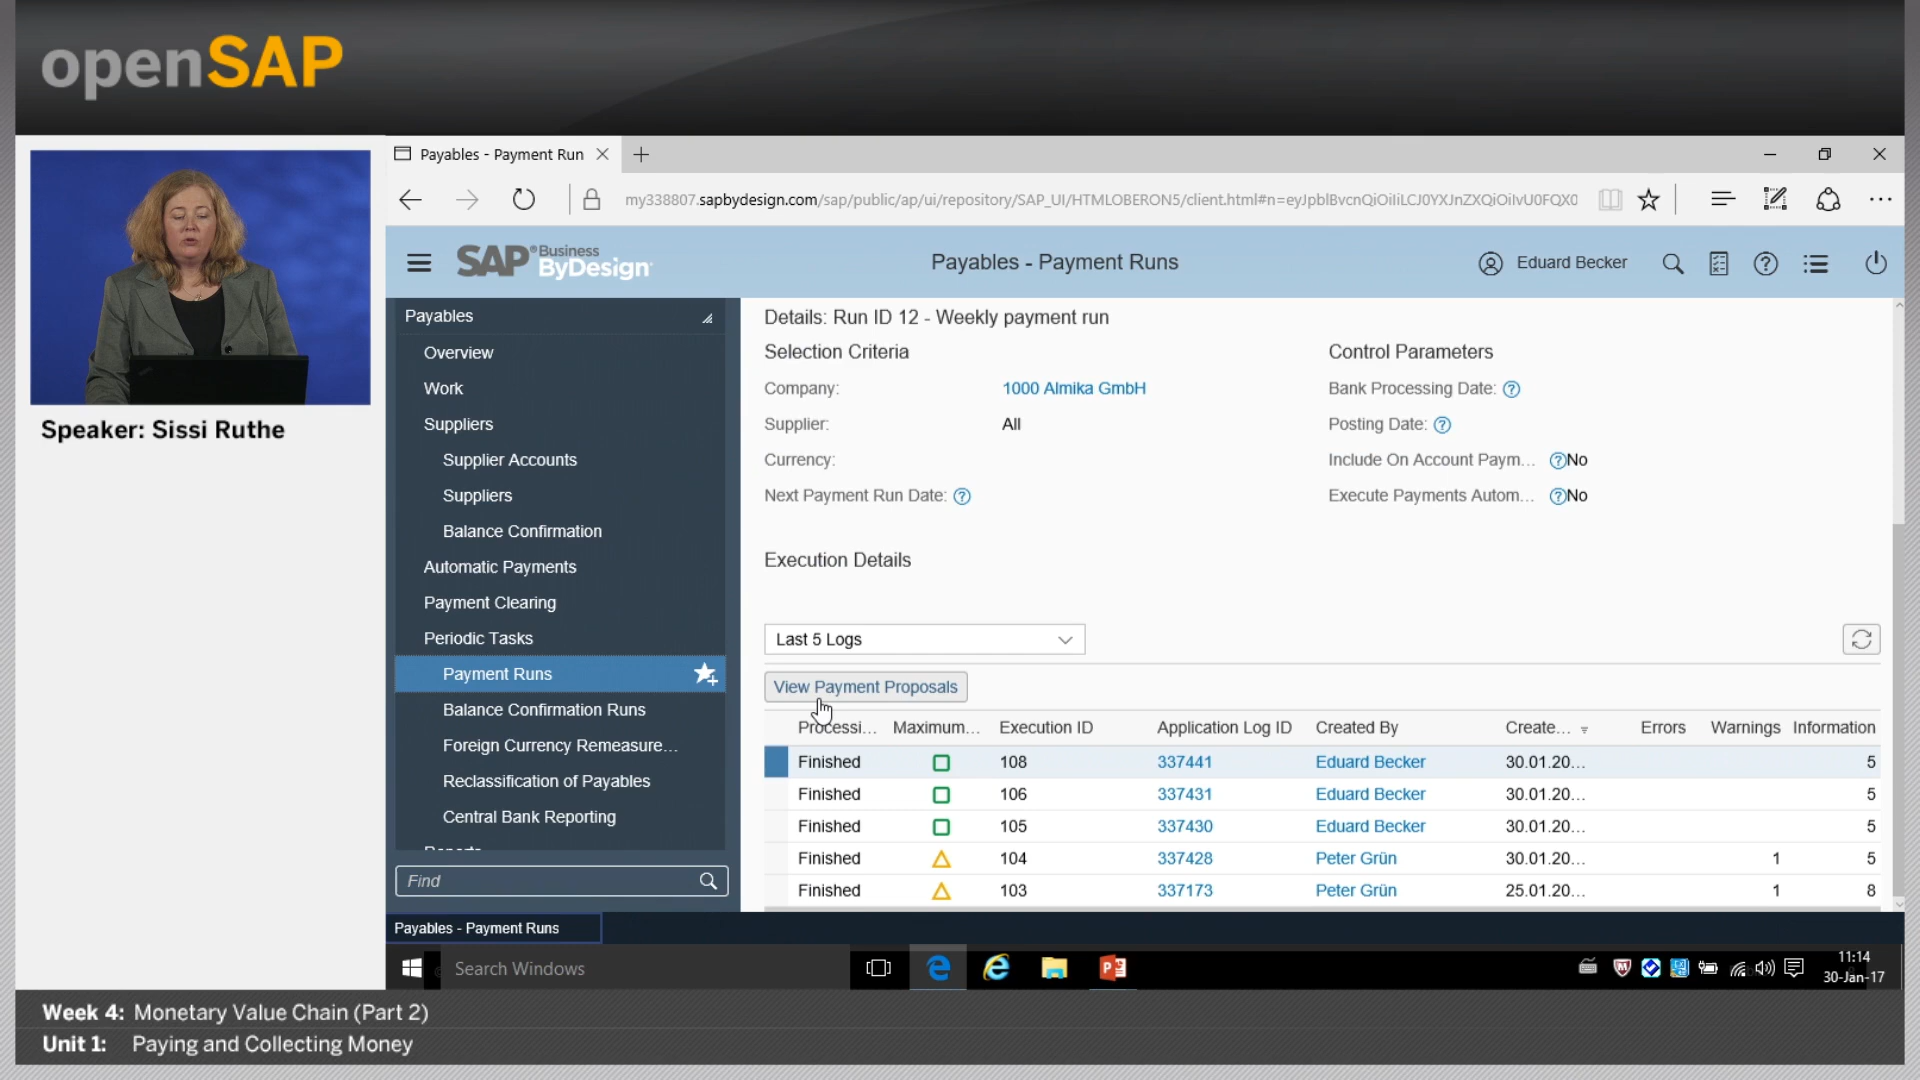 openSAP
Speaker: Sissi Ruthe
Payables - Payment Run
my338807.sapbydesign.com/sap/public/ap/ui/repository/SAP_UI/HTMLOBERON5/client.html#n=
SAP® Business ByDesign
Payables - Payment Runs
Eduard Becker
Payables
Overview
Work
Suppliers
Supplier Accounts
Suppliers
Balance Confirmation
Automatic Payments
Payment Clearing
Periodic Tasks
Payment Runs
Balance Confirmation Runs
Foreign Currency Remeasure...
Reclassification of Payables
Central Bank Reporting
Find
Details: Run ID 12 - Weekly payment run
Selection Criteria
Control Parameters
Company: 1000 Almika GmbH
Bank Processing Date:
Supplier: All
Posting Date:
Currency:
Include On Account Paym... No
Next Payment Run Date:
Execute Payments Autom... No
Execution Details
Last 5 Logs
View Payment Proposals
Processi... Maximum... Execution ID Application Log ID Created By Create... Errors Warnings Information
Finished 108 337441 Eduard Becker 30.01.20... 5
Finished 106 337431 Eduard Becker 30.01.20... 5
Finished 105 337430 Eduard Becker 30.01.20... 5
Finished 104 337428 Peter Grün 30.01.20... 1 5
Finished 103 337173 Peter Grün 25.01.20... 1 8
Payables - Payment Runs
Search Windows
11:14
30-Jan-17
Week 4: Monetary Value Chain (Part 2)
Unit 1: Paying and Collecting Money